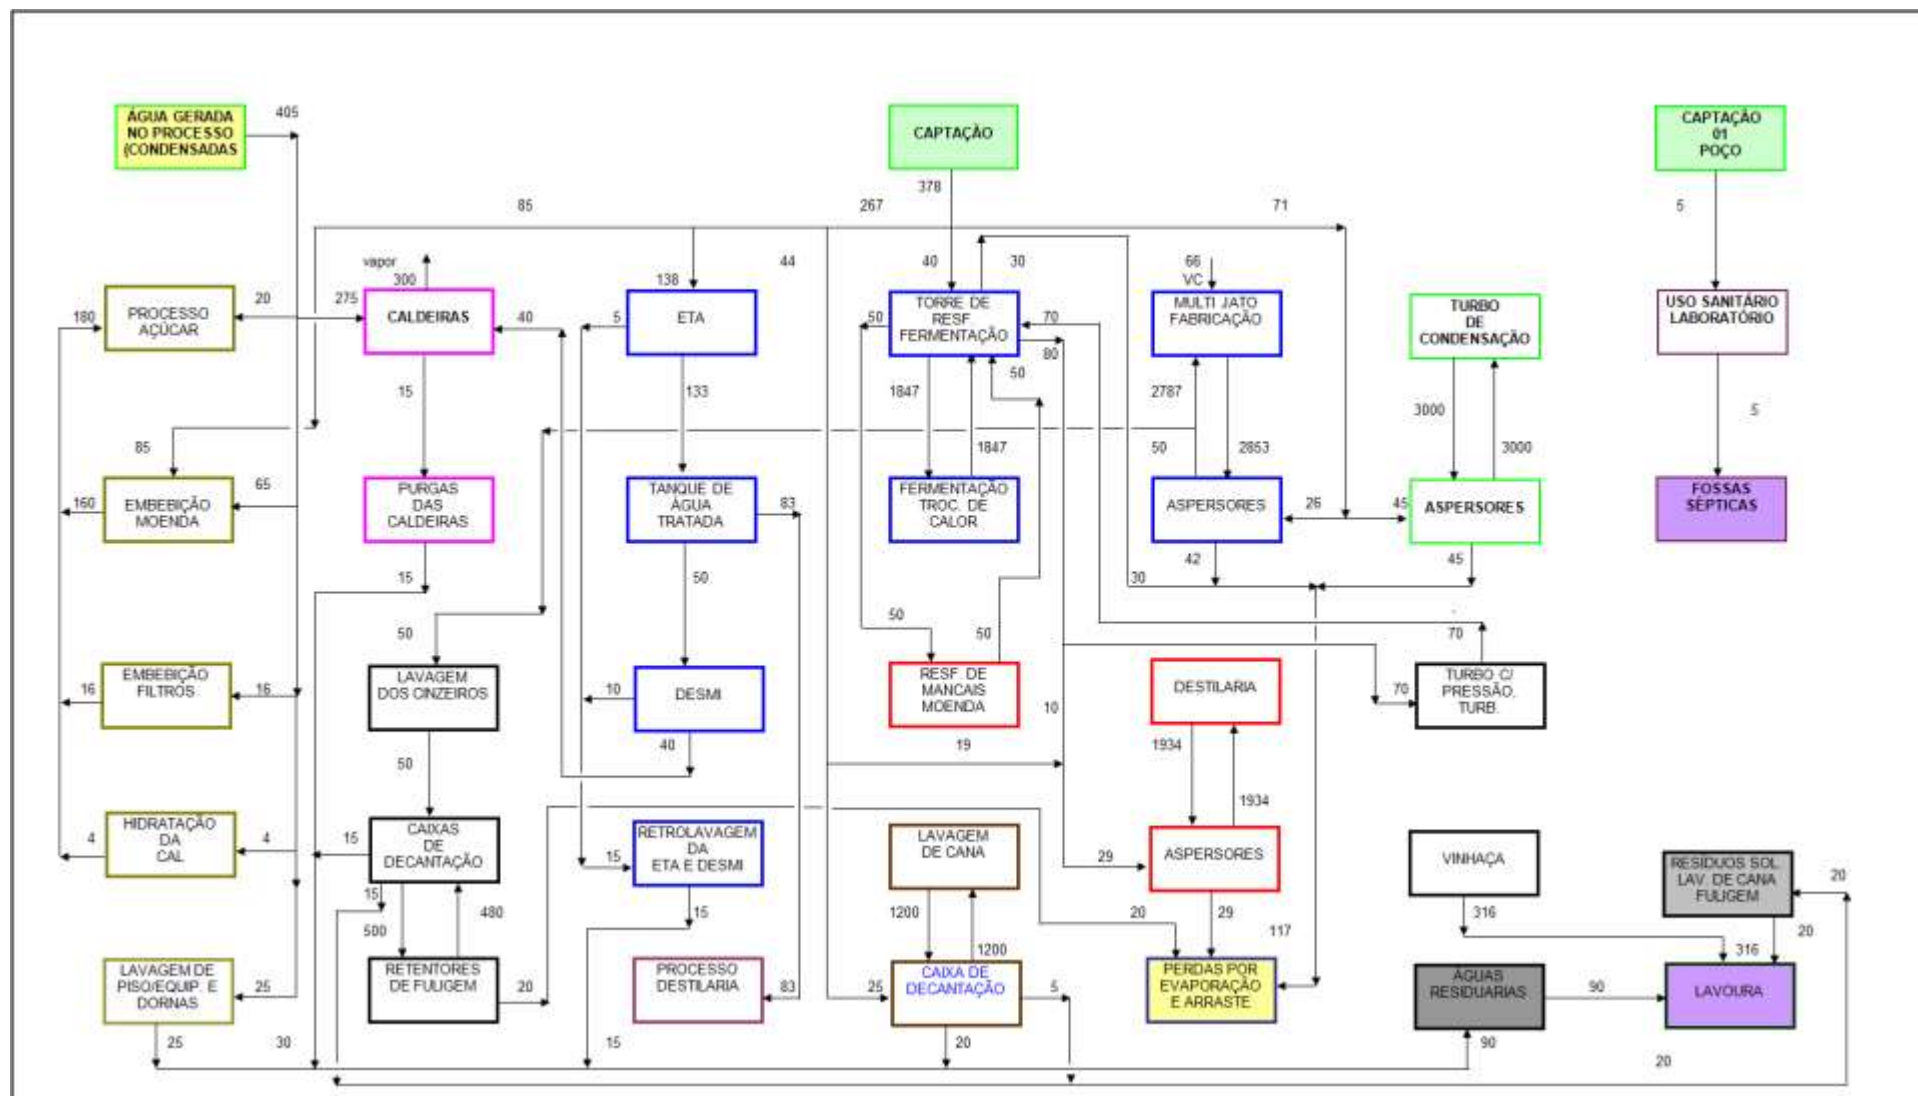 ÁGUA GERADA
NO PROCESSO
(CONDENSADAS
405
CAPTAÇÃO
378
CAPTAÇÃO
01
POÇO
5
85
267
71
vapor
300
44
40
30
66
VC
138
PROCESSO
AÇÚCAR
180
20
275
CALDEIRAS
40
5
ETA
50
TORRE DE
RESF
FERMENTAÇÃO
70
80
MULTI JATO
FABRICAÇÃO
TURBO
DE
CONDENSAÇÃO
USO SANITÁRIO
LABORATÓRIO
15
133
1847
50
2787
3000
5
85
1847
50
2853
3000
EMBEBIÇÃO
MOENDA
160
65
PURGAS
DAS
CALDEIRAS
TANQUE DE
ÁGUA
TRATADA
83
FERMENTAÇÃO
TROC. DE
CALOR
ASPERSORES
26
45
ASPERSORES
FOSSAS
SÉPTICAS
15
50
42
30
45
50
50
50
70
EMBEBIÇÃO
FILTROS
16
16
LAVAGEM
DOS CINZEIROS
10
DESMI
RESF. DE
MANCAIS
MOENDA
DESTILARIA
70
TURBO C/
PRESSÃO,
TURB.
50
40
19
10
1934
1934
HIDRATAÇÃO
DA
CAL
4
4
15
CAIXAS
DE
DECANTAÇÃO
RETROLAVAGEM
DA
ETA E DESMI
15
LAVAGEM
DE CANA
29
ASPERSORES
VINHAÇA
RESÍDUOS SOL.
LAV. DE CANA
FULIGEM
20
15
500
480
15
1200
1200
20
29
117
316
316
20
LAVAGEM DE
PISO/EQUIP. E
DORNAS
25
RETENTORES
DE FULIGEM
20
PROCESSO
DESTILARIA
83
25
CAIXA DE
DECANTAÇÃO
5
PERDAS POR
EVAPORAÇÃO
E ARRASTE
ÁGUAS
RESIDUARIAS
90
LAVOURA
25
30
15
20
90
20